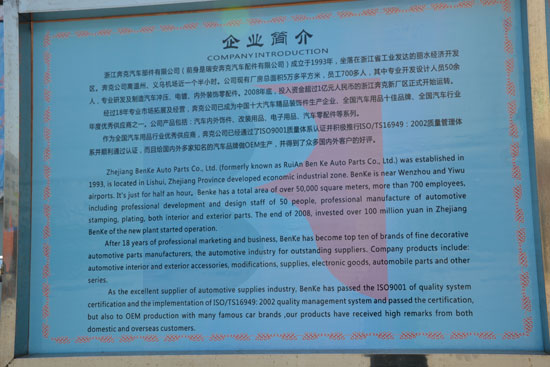 企业简介
COMPANY INTRODUCTION
浙江奔克汽车部件有限公司（前身是瑞安奔克汽车配件有限公司）成立于1993年，坐落在浙江省工业发达的丽水经济开发
区。奔克公司离温州、义乌机场近一个半小时。公司现有厂房总面积5万多平方米，员工700多人，其中专业开发设计人员50余
人，专业研发及制造汽车冲压、电镀、内外装饰零配件。2008年底，投入资金超过1亿元人民币的浙江奔克新厂区正式开始运转。
经过18年专业市场拓展及经营，奔克公司已成为中国十大汽车精品装饰件生产企业、全国汽车用品十佳品牌、全国汽车行业
年度优秀供应商之一。公司产品包括：汽车内外饰件、改装用品、电子用品、汽车零配件等系列。
作为全国汽车用品行业优秀供应商，奔克公司已经通过了ISO9001质量体系认证并积极推行ISO/TS16949：2002质量管理体
系并顺利通过认证，而且给国内外多家知名的汽车品牌做OEM生产，并得到了众多国内外客户的好评。
Zhejiang BenKe Auto Parts Co., Ltd. (formerly known as RuiAn Ben Ke Auto Parts Co., Ltd.) was established in
1993, is located in Lishui, Zhejiang Province developed economic industrial zone. BenKe is near Wenzhou and Yiwu
airports. It's just for half an hour。Benke has a total area of over 50,000 square meters, more than 700 employees,
including professional development and design staff of 50 people, professional manufacture of automotive
stamping, plating, both interior and exterior parts. The end of 2008, invested over 100 million yuan in Zhejiang
BenKe of the new plant started operation.
After 18 years of professional marketing and business, BenKe has become top ten of brands of fine decorative
automotive parts manufacturers, the automotive industry for outstanding suppliers. Company products include:
automotive interior and exterior accessories, modifications, supplies, electronic goods, automobile parts and other
series.
As the excellent supplier of automotive supplies industry, BenKe has passed the ISO9001 of quality system
certification and the implementation of ISO/TS16949: 2002 quality management system and passed the certification,
but also to OEM production with many famous car brands ,our products have received high remarks from both
domestic and overseas customers.